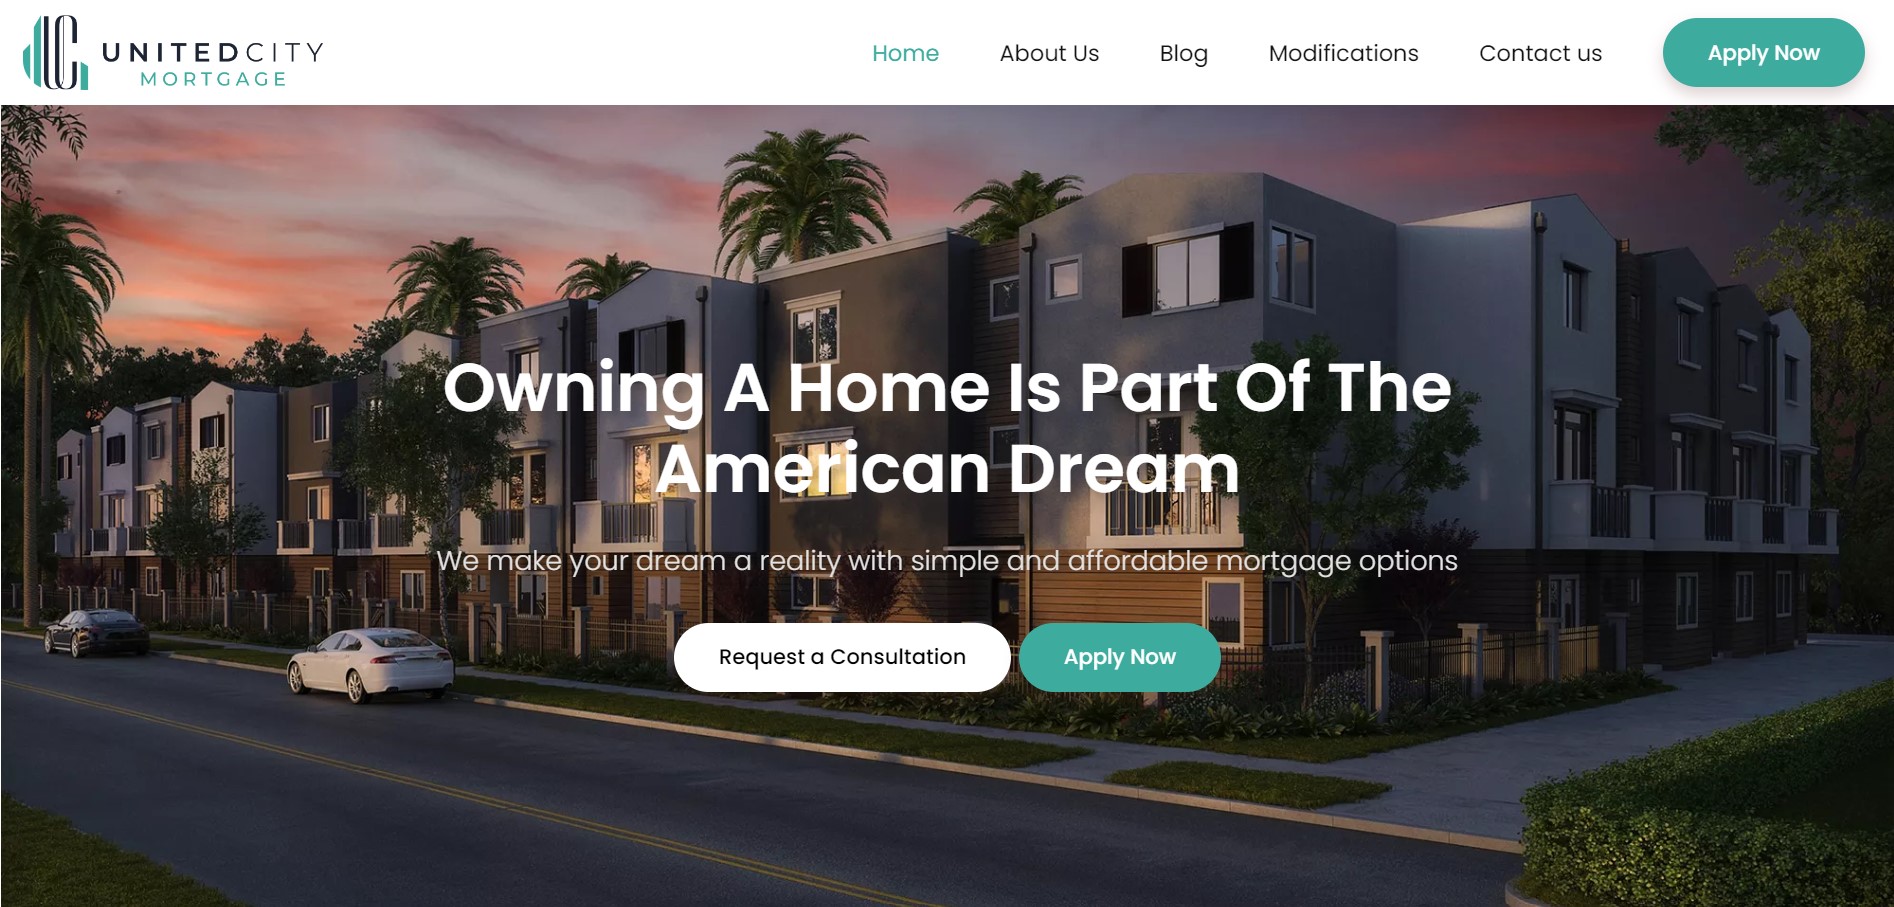 UNITEDCITY
MORTGAGE
Home
About Us
Blog
Modifications
Contact us
Apply Now
Owning A Home Is Part Of The
American Dream
We make your dream a reality with simple and affordable mortgage options
Request a Consultation
Apply Now